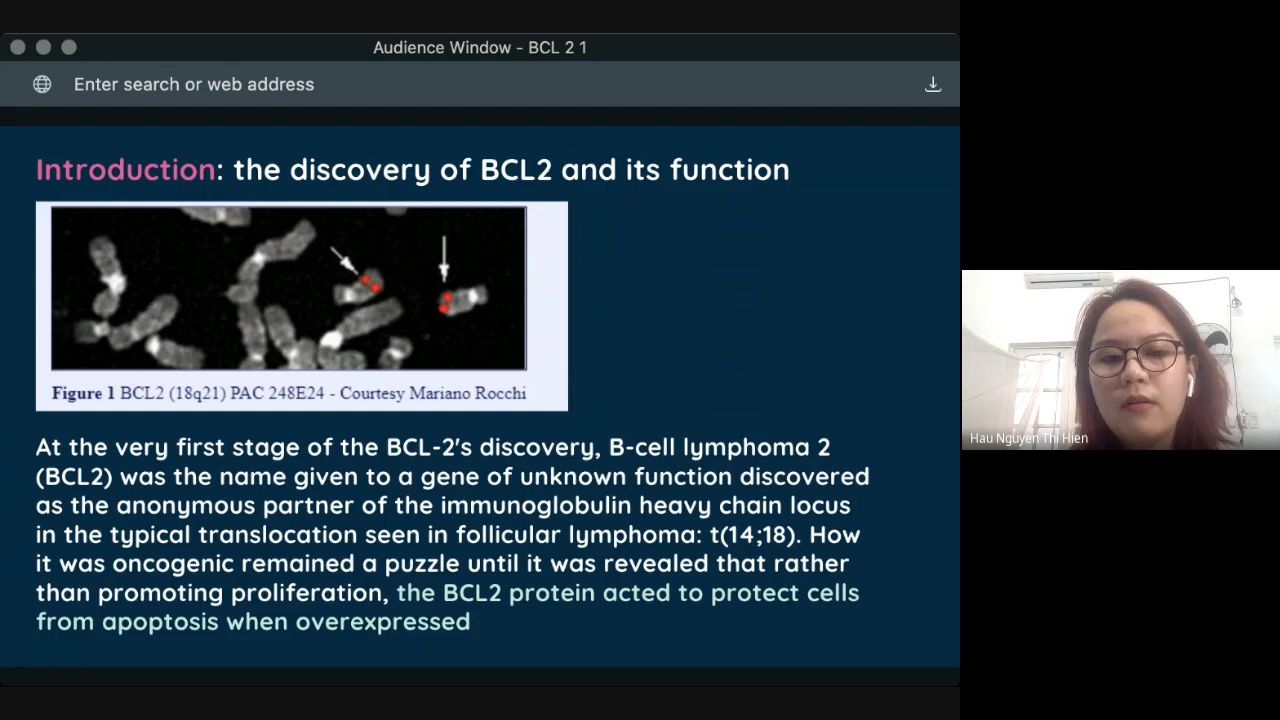 Audience Window - BCL 2 1
Enter search or web address
Introduction: the discovery of BCL2 and its function
Figure 1 BCL2 (18q21) PAC 248E24 - Courtesy Mariano Rocchi
At the very first stage of the BCL-2's discovery, B-cell lymphoma 2
(BCL2) was the name given to a gene of unknown function discovered
as the anonymous partner of the immunoglobulin heavy chain locus
in the typical translocation seen in follicular lymphoma: t(14;18). How
it was oncogenic remained a puzzle until it was revealed that rather
than promoting proliferation, the BCL2 protein acted to protect cells
from apoptosis when overexpressed
Hau Nguyen Thi Hien